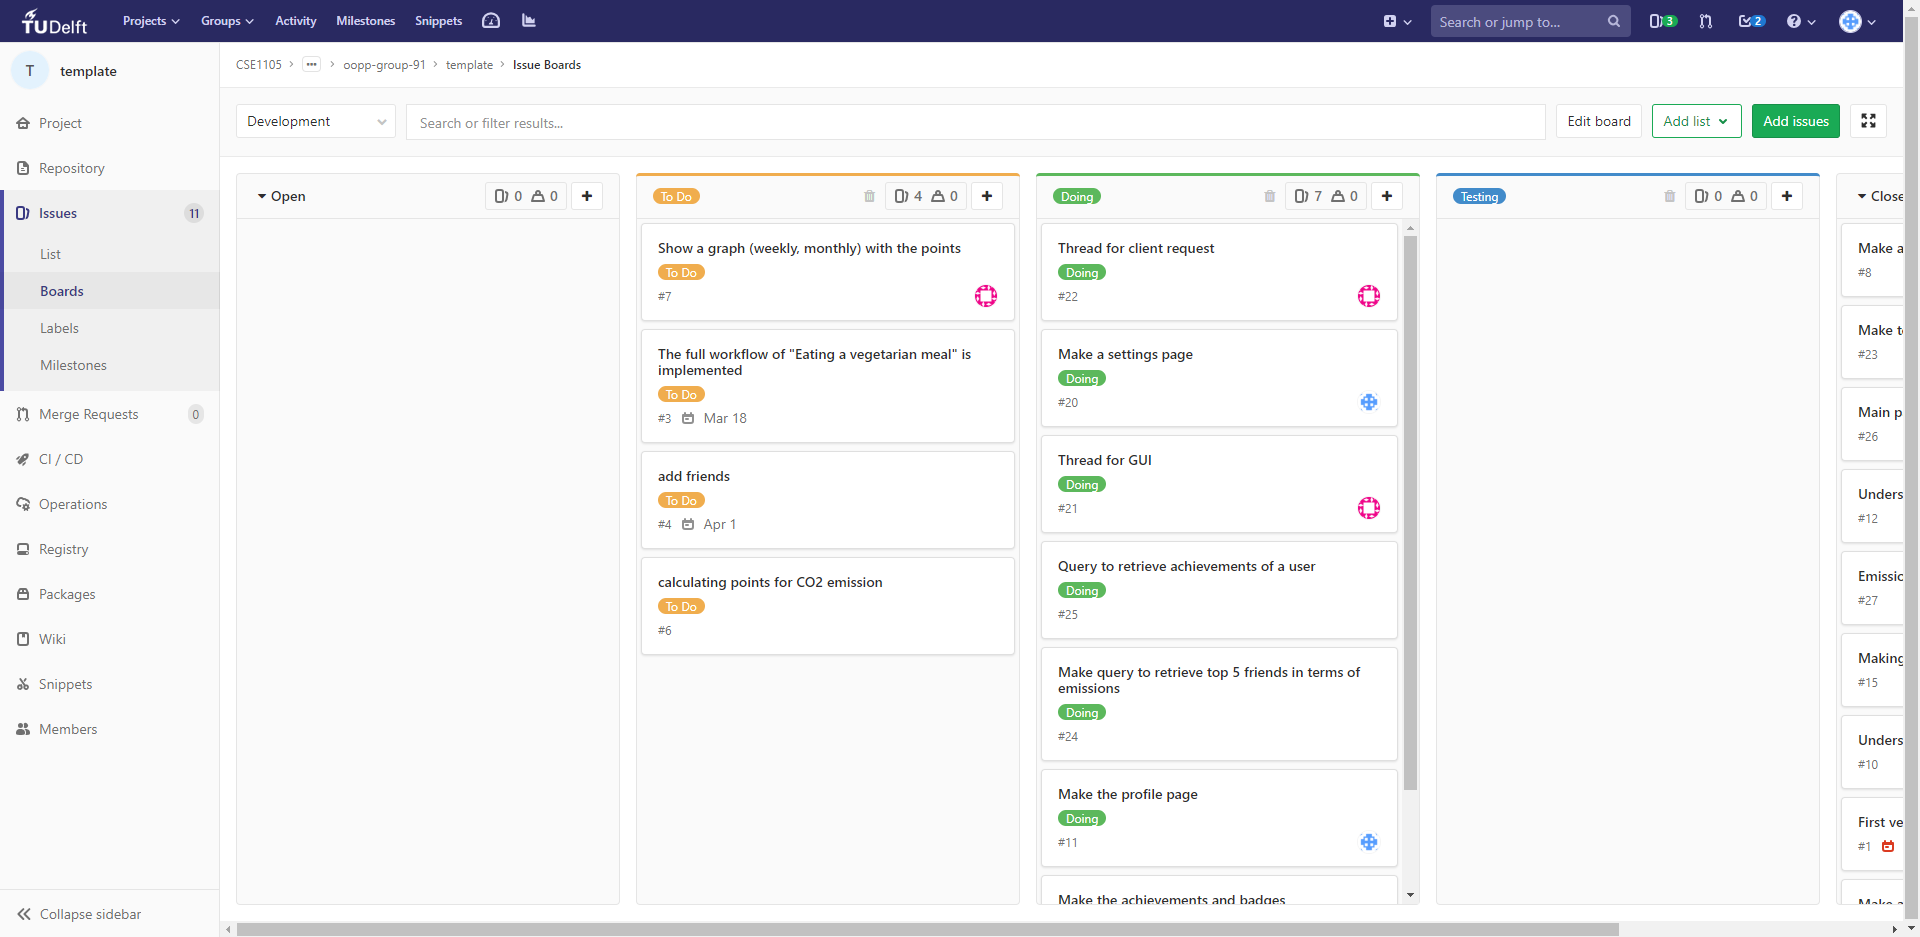 TUDelft Projects Groups Activity Milestones Snippets Search or jump to... 3 2
T template
CSE1105 > ... > oopp-group-91 > template > Issue Boards
Project
Repository
Issues 11
List
Boards
Labels
Milestones
Merge Requests 0
CI / CD
Operations
Registry
Packages
Wiki
Snippets
Members
Collapse sidebar
Development Search or filter results... Edit board Add list Add issues
Open 0 0
To Do 4 0
Show a graph (weekly, monthly) with the points
To Do
#7
The full workflow of "Eating a vegetarian meal" is
implemented
To Do
#3 Mar 18
add friends
To Do
#4 Apr 1
calculating points for CO2 emission
To Do
#6
Doing 7 0
Thread for client request
Doing
#22
Make a settings page
Doing
#20
Thread for GUI
Doing
#21
Query to retrieve achievements of a user
Doing
#25
Make query to retrieve top 5 friends in terms of
emissions
Doing
#24
Make the profile page
Doing
#11
Make the achievements and badges
Testing 0 0
Close
Make a
#8
Make t
#23
Main p
#26
Unders
#12
Emissio
#27
Making
#15
Unders
#10
First ve
#1
Make a